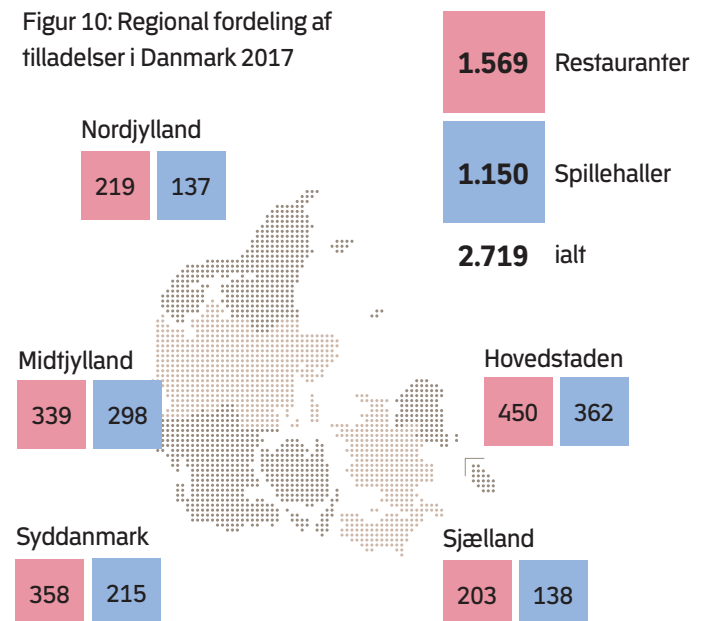 Figur 10: Regional fordeling af
tilladelser i Danmark 2017
1.569 Restauranter
1.150 Spillehaller
2.719 ialt
Nordjylland
219 137
Midtjylland
339 298
Hovedstaden
450 362
Syddanmark
358 215
Sjælland
203 138